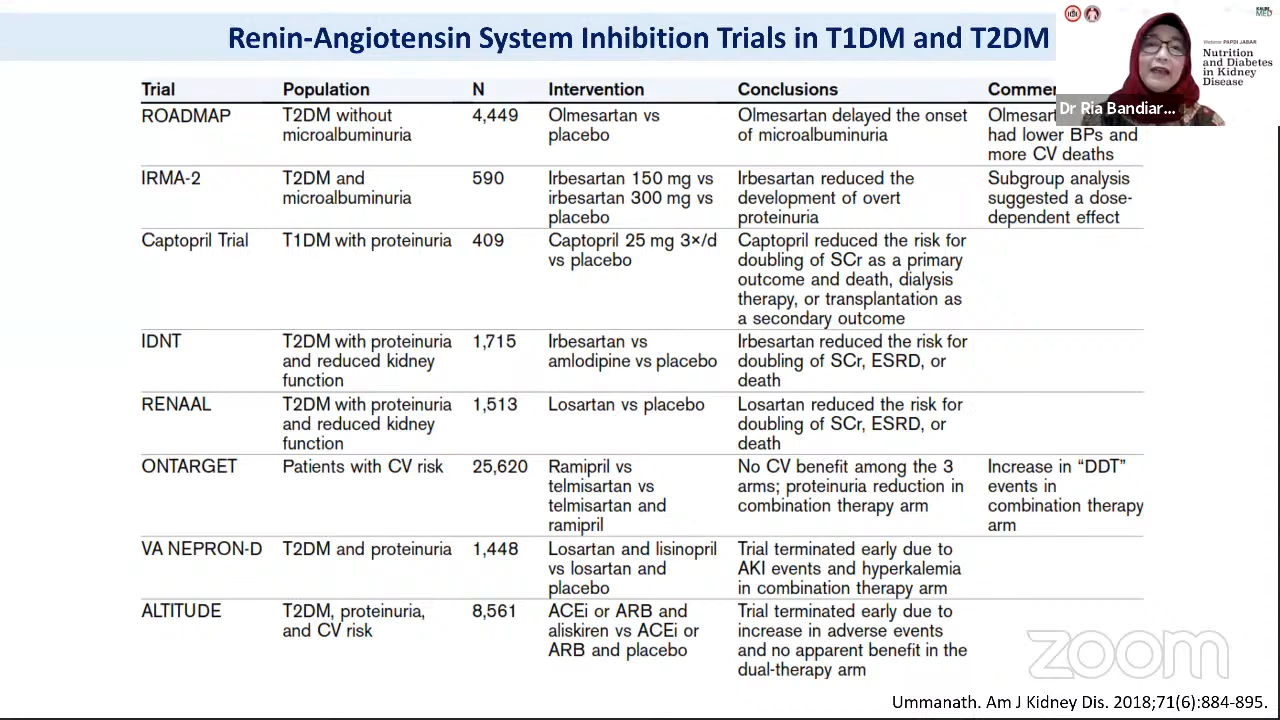 Renin-Angiotensin System Inhibition Trials in T1DM and T2DM
Webinar PAPDI JABAR
Nutrition
and Diabetes
in Kidney
Disease
Dr Ria Bandiar...
Trial Population N Intervention Conclusions Commen
ROADMAP T2DM without 4,449 Olmesartan vs Olmesartan delayed the onset Olmesart
microalbuminuria placebo of microalbuminuria had lower BPs and
more CV deaths
IRMA-2 T2DM and 590 Irbesartan 150 mg vs Irbesartan reduced the Subgroup analysis
microalbuminuria irbesartan 300 mg vs development of overt suggested a dose-
placebo proteinuria dependent effect
Captopril Trial T1DM with proteinuria 409 Captopril 25 mg 3×/d Captopril reduced the risk for
vs placebo doubling of SCr as a primary
outcome and death, dialysis
therapy, or transplantation as
a secondary outcome
IDNT T2DM with proteinuria 1,715 Irbesartan vs Irbesartan reduced the risk for
and reduced kidney amlodipine vs placebo doubling of SCr, ESRD, or
function death
RENAAL T2DM with proteinuria 1,513 Losartan vs placebo Losartan reduced the risk for
and reduced kidney doubling of SCr, ESRD, or
function death
ONTARGET Patients with CV risk 25,620 Ramipril vs No CV benefit among the 3 Increase in “DDT”
telmisartan vs arms; proteinuria reduction in events in
telmisartan and combination therapy arm combination therapy
ramipril arm
VA NEPRON-D T2DM and proteinuria 1,448 Losartan and lisinopril Trial terminated early due to
vs losartan and AKI events and hyperkalemia
placebo in combination therapy arm
ALTITUDE T2DM, proteinuria, 8,561 ACEi or ARB and Trial terminated early due to
and CV risk aliskiren vs ACEi or increase in adverse events
ARB and placebo and no apparent benefit in the
dual-therapy arm
zoom
Ummanath. Am J Kidney Dis. 2018;71(6):884-895.